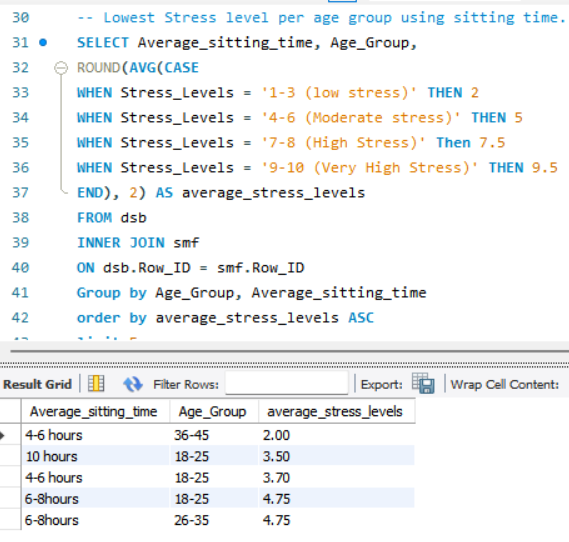 30 -- Lowest Stress level per age group using sitting time.
31 SELECT Average_sitting_time, Age_Group,
32 ROUND(AVG(CASE
33 WHEN Stress_Levels = '1-3 (low stress)' THEN 2
34 WHEN Stress_Levels = '4-6 (Moderate stress)' THEN 5
35 WHEN Stress_Levels = '7-8 (High Stress)' Then 7.5
36 WHEN Stress_Levels = '9-10 (Very High Stress)' THEN 9.5
37 END), 2) AS average_stress_levels
38 FROM dsb
39 INNER JOIN smf
40 ON dsb.Row_ID = smf.Row_ID
41 Group by Age_Group, Average_sitting_time
42 order by average_stress_levels ASC
Result Grid Filter Rows: Export: Wrap Cell Content:
Average_sitting_time Age_Group average_stress_levels
4-6 hours 36-45 2.00
10 hours 18-25 3.50
4-6 hours 18-25 3.70
6-8hours 18-25 4.75
6-8hours 26-35 4.75